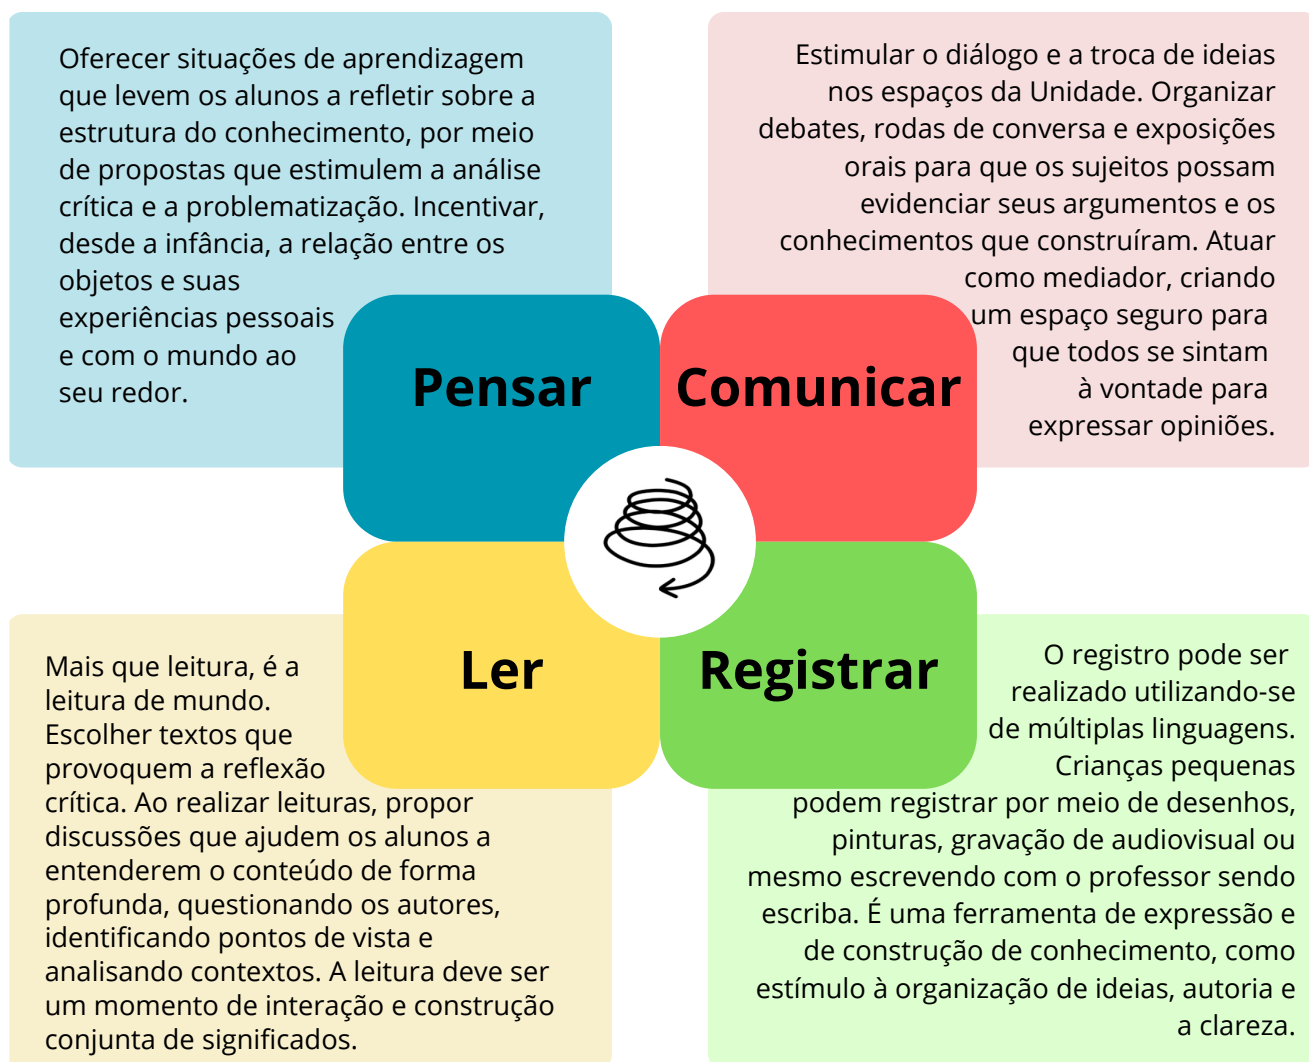 Oferecer situações de aprendizagem
que levem os alunos a refletir sobre a
estrutura do conhecimento, por meio
de propostas que estimulem a análise
crítica e a problematização. Incentivar,
desde a infância, a relação entre os
objetos e suas
experiências pessoais
e com o mundo ao
seu redor.
Pensar
Estimular o diálogo e a troca de ideias
nos espaços da Unidade. Organizar
debates, rodas de conversa e exposições
orais para que os sujeitos possam
evidenciar seus argumentos e os
conhecimentos que construíram. Atuar
como mediador, criando
um espaço seguro para
que todos se sintam
à vontade para
expressar opiniões.
Comunicar
Mais que leitura, é a
leitura de mundo.
Escolher textos que
provoquem a reflexão
crítica. Ao realizar leituras, propor
discussões que ajudem os alunos a
entenderem o conteúdo de forma
profunda, questionando os autores,
identificando pontos de vista e
analisando contextos. A leitura deve ser
um momento de interação e construção
conjunta de significados.
Ler
Registrar
O registro pode ser
realizado utilizando-se
de múltiplas linguagens.
Crianças pequenas
podem registrar por meio de desenhos,
pinturas, gravação de audiovisual ou
mesmo escrevendo com o professor sendo
escriba. É uma ferramenta de expressão e
de construção de conhecimento, como
estímulo à organização de ideias, autoria e
a clareza.